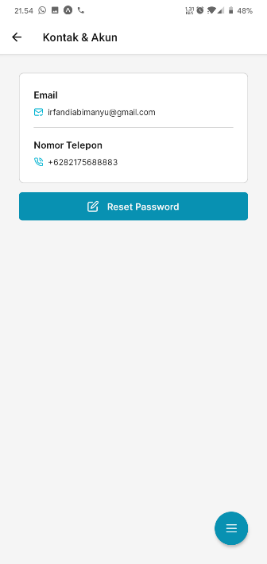 21.54
48%
Kontak & Akun
Email
irfandiabimanyu@gmail.com
Nomor Telepon
+6282175688883
Reset Password